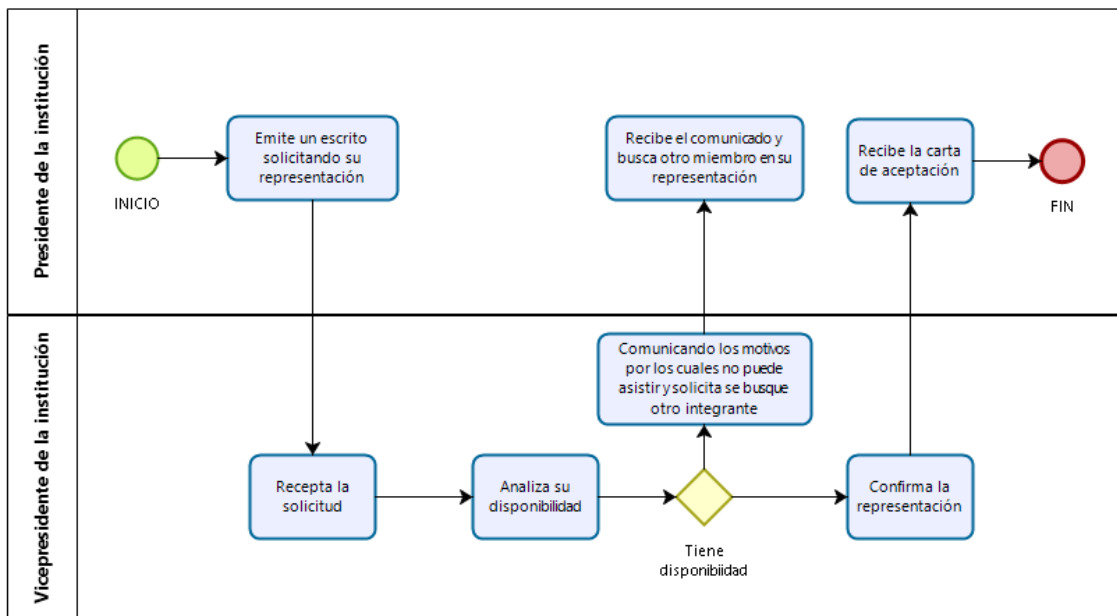 Presidente de la institución
INICIO
Emite un escrito
solicitando su
representación
Recibe el comunicado y
busca otro miembro en su
representación
Recibe la carta
de aceptación
FIN
Vicepresidente de la institución
Comunicando los motivos
por los cuales no puede
asistir y solicita se busque
otro integrante
Recepta la
solicitud
Analiza su
disponibilidad
Tiene
disponibiidad
Confirma la
representación